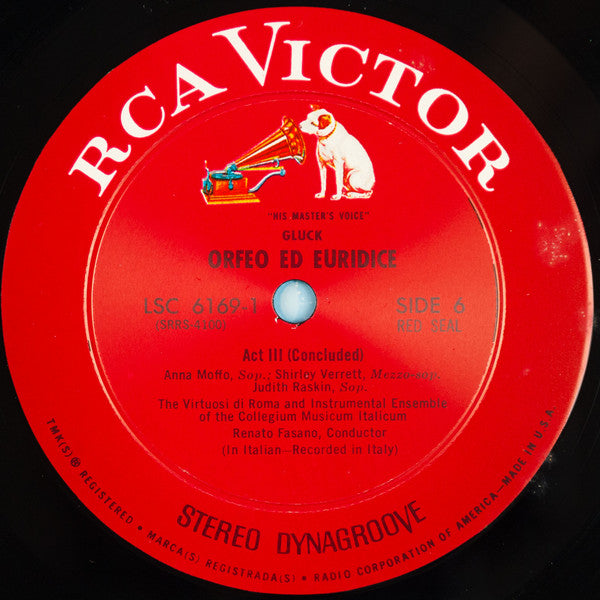 RCA VICTOR
"HIS MASTER'S VOICE"
GLUCK
ORFEO ED EURIDICE
LSC 6169-1
SIDE 6
(SRRS-4100)
RED SEAL
Act III (Concluded)
Anna Moffo, Sop.; Shirley Verrett, Mezzo-sop.
Judith Raskin, Sop.
The Virtuosi di Roma and Instrumental Ensemble
of the Collegium Musicum Italicum
Renato Fasano, Conductor
(In Italian—Recorded in Italy)
STEREO DYNAGROOVE
TMK(S) ® REGISTERED • MARCA(S) REGISTRADA(S) • RADIO CORPORATION OF AMERICA—MADE IN U.S.A.